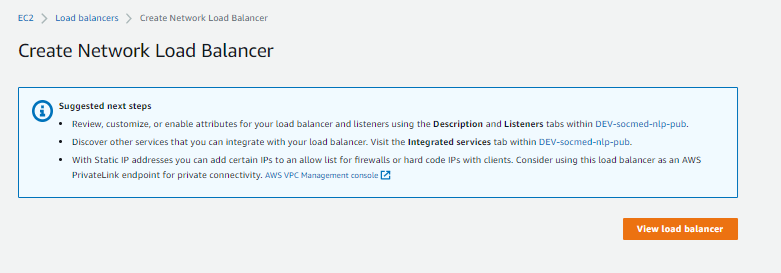 EC2 > Load balancers > Create Network Load Balancer
Create Network Load Balancer
Suggested next steps
• Review, customize, or enable attributes for your load balancer and listeners using the Description and Listeners tabs within DEV-socmed-nlp-pub.
• Discover other services that you can integrate with your load balancer. Visit the Integrated services tab within DEV-socmed-nlp-pub.
• With Static IP addresses you can add certain IPs to an allow list for firewalls or hard code IPs with clients. Consider using this load balancer as an AWS
PrivateLink endpoint for private connectivity. AWS VPC Management console
View load balancer